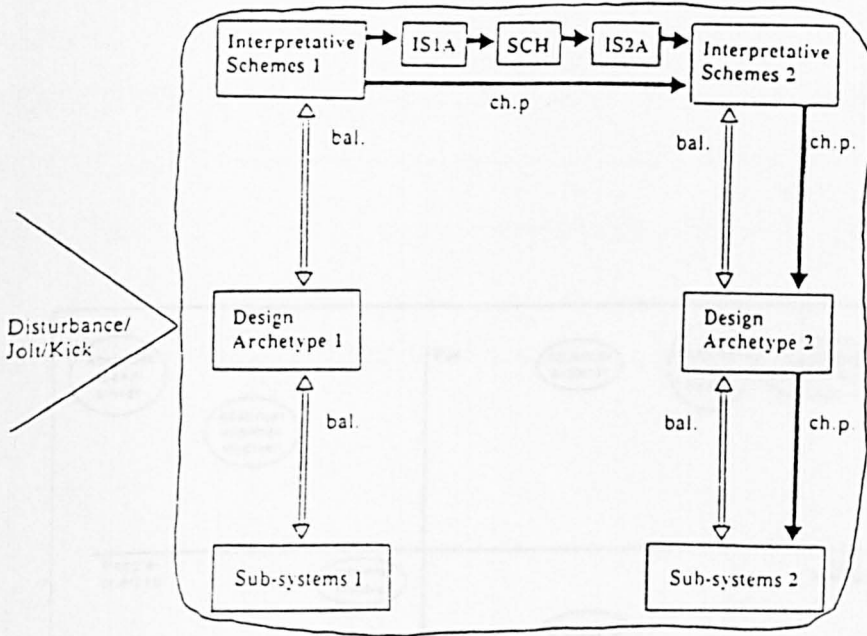 Interpretative
Schemes 1
IS1A
SCH
IS2A
Interpretative
Schemes 2
ch.p
bal.
bal.
ch.p.
Disturbance/
Jolt/Kick
Design
Archetype 1
Design
Archetype 2
bal.
bal.
ch.p.
Sub-systems 1
Sub-systems 2